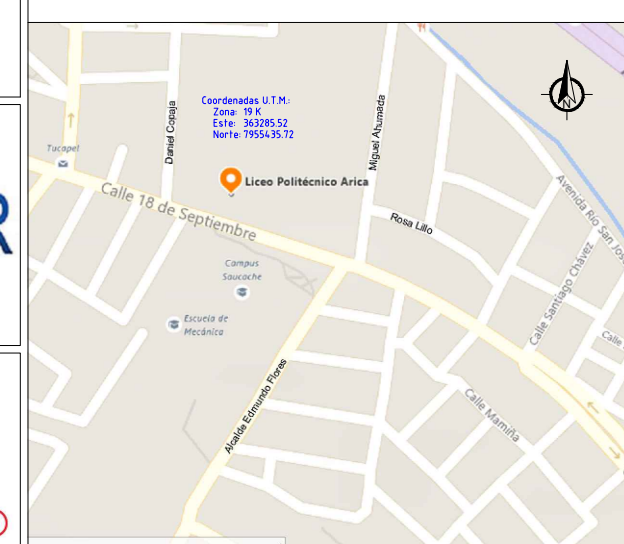 Coordenadas U.T.M.:
Zona: 19 K
Este: 363285.52
Norte: 7955435.72
N
Tucapel
Daniel Copaja
Miguel Ahumada
Liceo Politécnico Arica
Calle 18 de Septiembre
Rosa Lillo
Avenida Río San José
Campus
Saucache
Calle Santiago Chávez
Escuela de
Mecánica
Calle
Alcalde Edmundo Flores
Calle Mamiña
R